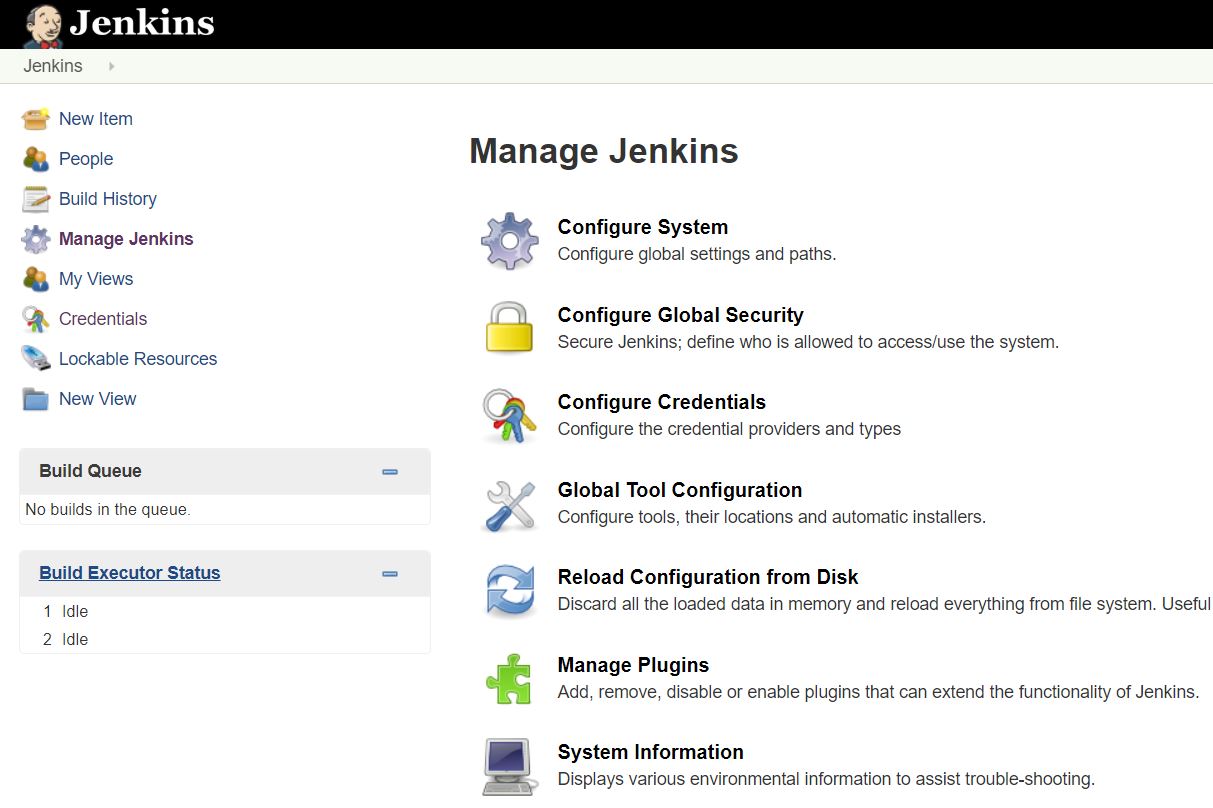 Jenkins
Jenkins
New Item
People
Build History
Manage Jenkins
My Views
Credentials
Lockable Resources
New View
Build Queue
No builds in the queue.
Build Executor Status
1 Idle
2 Idle
Manage Jenkins
Configure System
Configure global settings and paths.
Configure Global Security
Secure Jenkins; define who is allowed to access/use the system.
Configure Credentials
Configure the credential providers and types
Global Tool Configuration
Configure tools, their locations and automatic installers.
Reload Configuration from Disk
Discard all the loaded data in memory and reload everything from file system. Useful
Manage Plugins
Add, remove, disable or enable plugins that can extend the functionality of Jenkins.
System Information
Displays various environmental information to assist trouble-shooting.